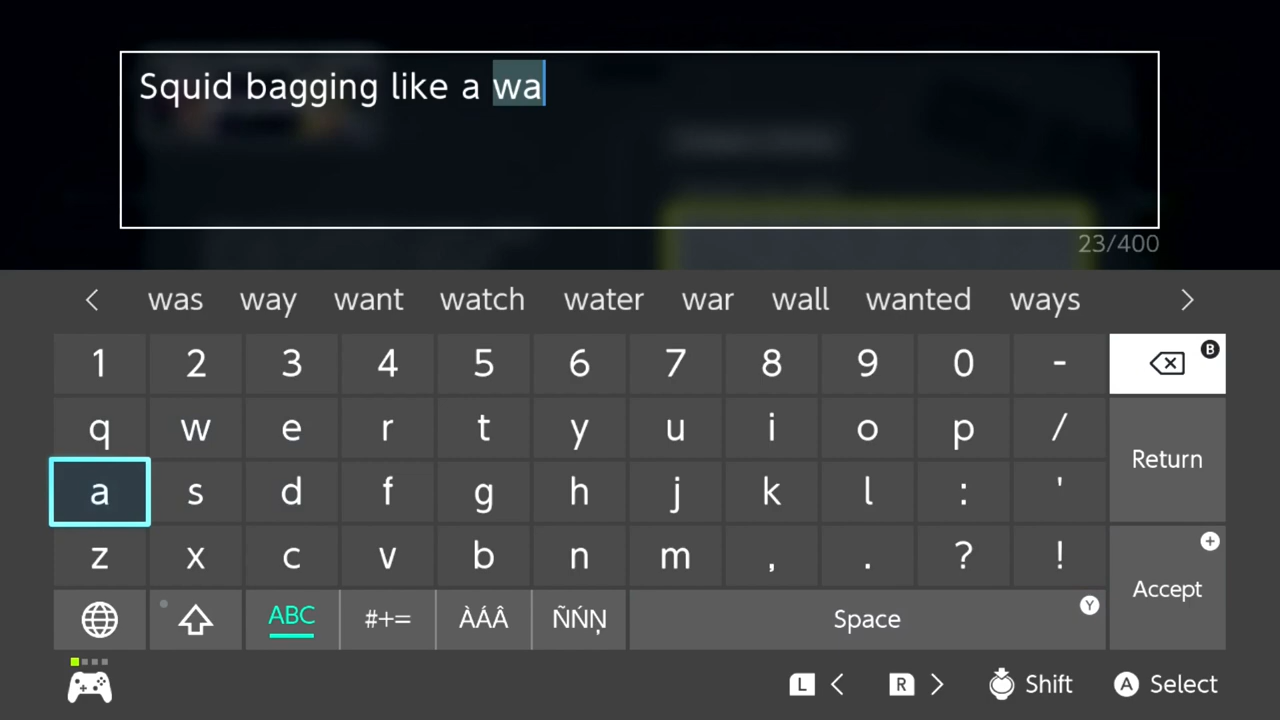 Squid bagging like a wa
23/400
< was way want watch water war wall wanted ways >
1 2 3 4 5 6 7 8 9 0 - B
q w e r t y u i o p /
Return
a s d f g h j k l : '
z x c v b n m , . ? ! +
Accept
ABC #+= ÀÁÂ ÑŃŅ Space Y
L < R > Shift A Select